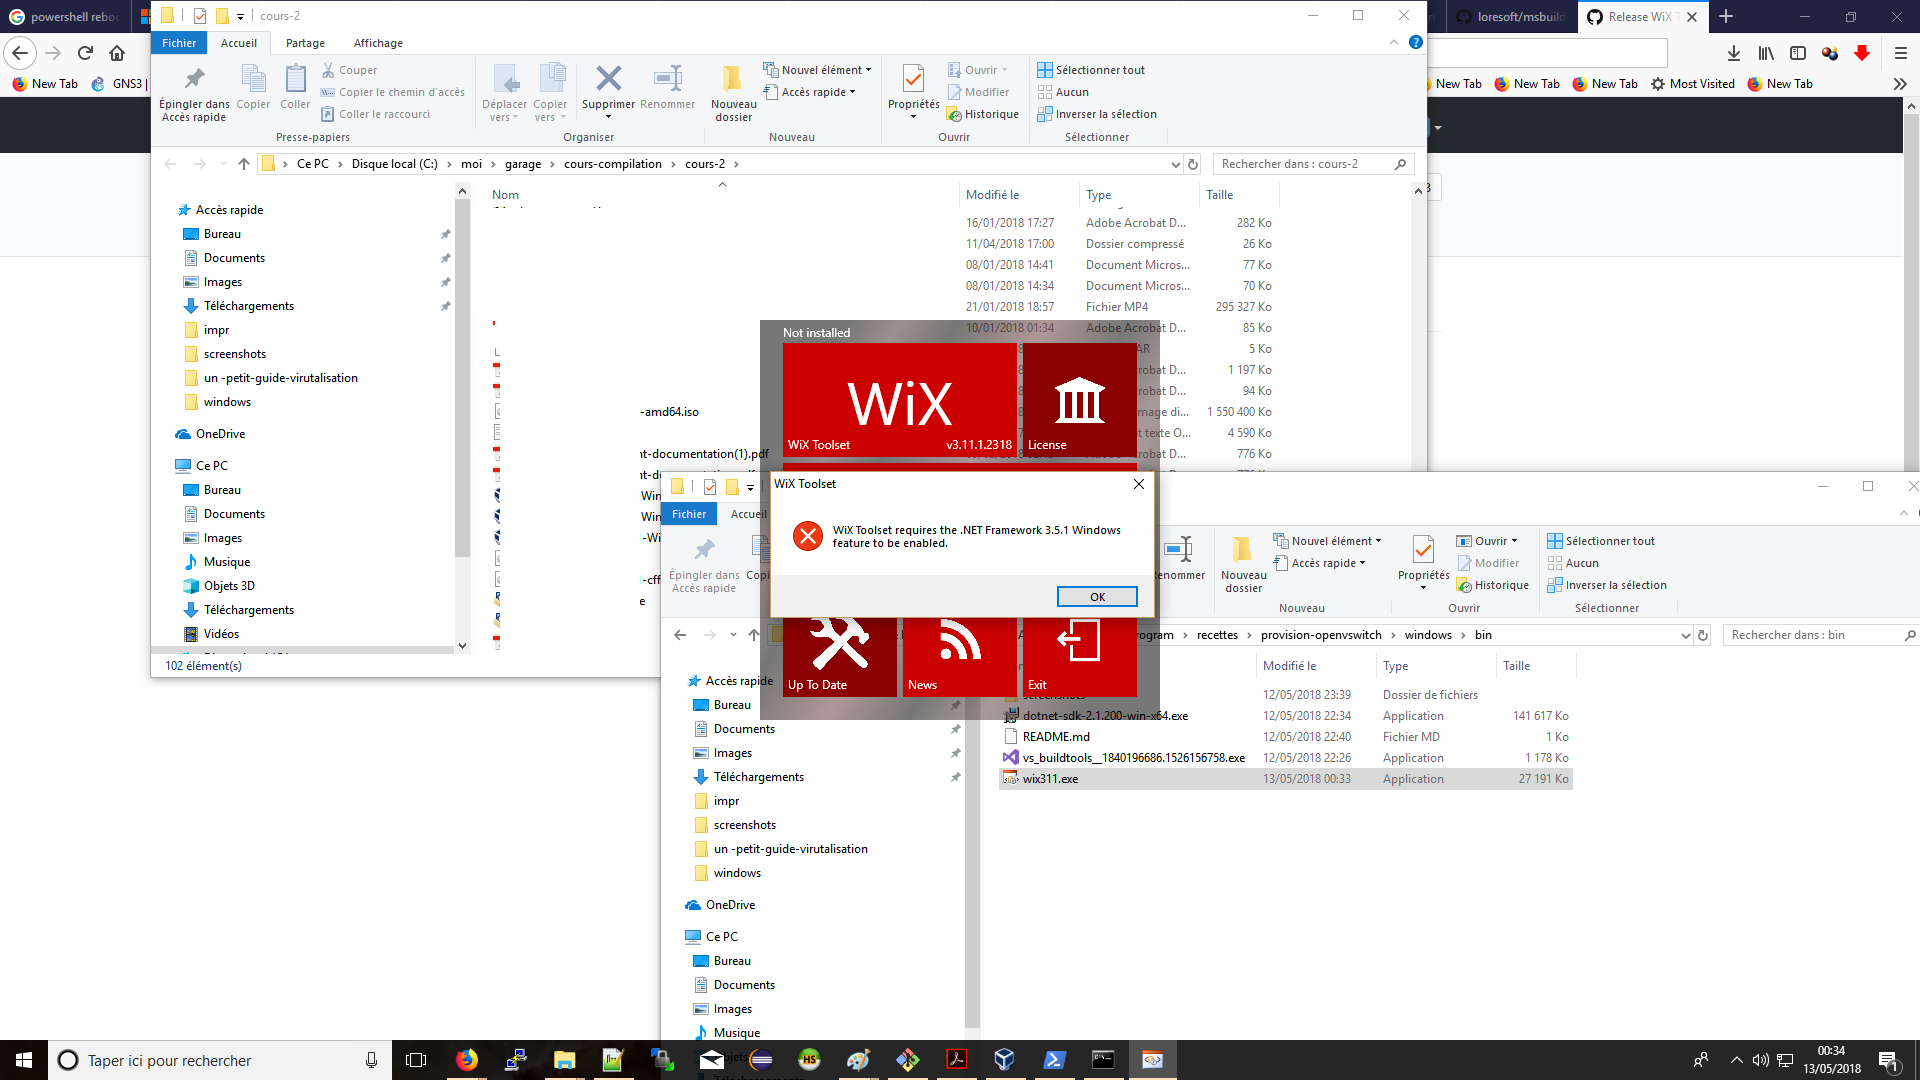 powershell reboo
cours-2
loresoft/msbuild
Release WiX T
Fichier
Accueil
Partage
Affichage
New Tab
GNS3 |
New Tab
New Tab
New Tab
Most Visited
New Tab
Épingler dans
Accès rapide
Copier
Coller
Couper
Copier le chemin d'accès
Coller le raccourci
Presse-papiers
Déplacer
vers
Copier
vers
Supprimer
Renommer
Organiser
Nouveau
dossier
Nouvel élément
Accès rapide
Nouveau
Propriétés
Ouvrir
Modifier
Historique
Ouvrir
Sélectionner tout
Aucun
Inverser la sélection
Sélectionner
Ce PC > Disque local (C:) > moi > garage > cours-compilation > cours-2 >
Rechercher dans : cours-2
Nom
Modifié le
Type
Taille
Accès rapide
Bureau
Documents
Images
Téléchargements
impr
screenshots
un -petit-guide-virutalisation
windows
OneDrive
Ce PC
Bureau
Documents
Images
Musique
Objets 3D
Téléchargements
Vidéos
102 élément(s)
16/01/2018 17:27 Adobe Acrobat D... 282 Ko
11/04/2018 17:00 Dossier compressé 26 Ko
08/01/2018 14:41 Document Micros... 77 Ko
08/01/2018 14:34 Document Micros... 70 Ko
21/01/2018 18:57 Fichier MP4 295 327 Ko
10/01/2018 01:34 Adobe Acrobat D... 85 Ko
AR 5 Ko
robat D... 1 197 Ko
robat D... 94 Ko
-amd64.iso mage di... 1 550 400 Ko
t texte O... 4 590 Ko
nt-documentation(1).pdf robat D... 776 Ko
Not installed
WiX
WiX Toolset
v3.11.1.2318
License
WiX Toolset
WiX Toolset requires the .NET Framework 3.5.1 Windows
feature to be enabled.
OK
Up To Date
News
Exit
Fichier
Accueil
Épingler dans
Accès rapide
Copi
enommer
Nouveau
dossier
Nouvel élément
Accès rapide
Nouveau
Propriétés
Ouvrir
Modifier
Historique
Ouvrir
Sélectionner tout
Aucun
Inverser la sélection
Sélectionner
rogram > recettes > provision-openvswitch > windows > bin
Rechercher dans : bin
Modifié le
Type
Taille
screenshots 12/05/2018 23:39 Dossier de fichiers
dotnet-sdk-2.1.200-win-x64.exe 12/05/2018 22:34 Application 141 617 Ko
README.md 12/05/2018 22:40 Fichier MD 1 Ko
vs_buildtools__1840196686.1526156758.exe 12/05/2018 22:26 Application 1 178 Ko
wix311.exe 13/05/2018 00:33 Application 27 191 Ko
Accès rapide
Bureau
Documents
Images
Téléchargements
impr
screenshots
un -petit-guide-virutalisation
windows
OneDrive
Ce PC
Bureau
Documents
Images
Musique
Taper ici pour rechercher
00:34
13/05/2018